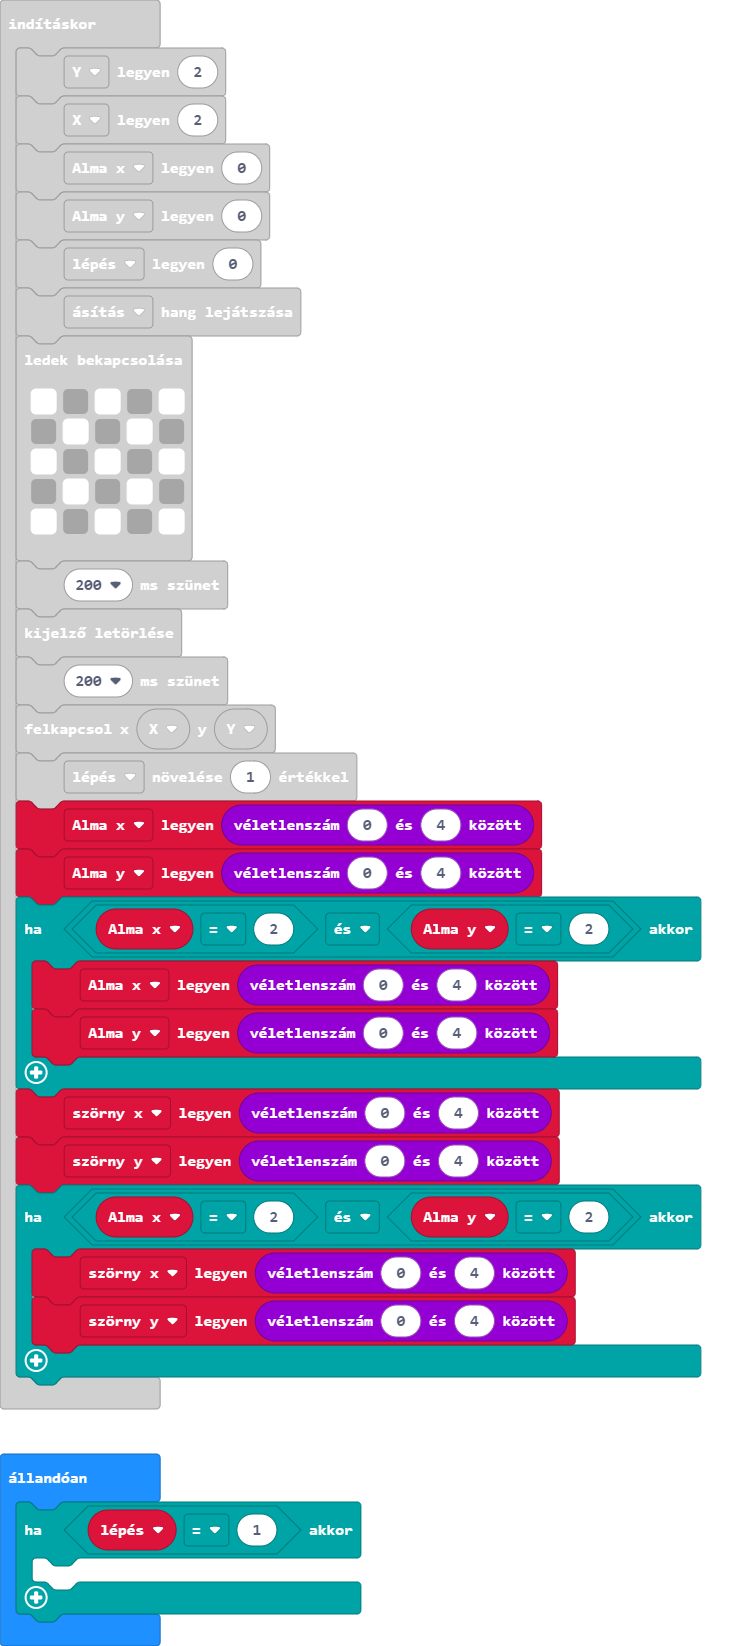 indításkor
Y legyen 2
X legyen 2
Alma x legyen 0
Alma y legyen 0
lépés legyen 0
ásítás hang lejátszása
ledek bekapcsolása
200 ms szünet
kijelző letörlése
200 ms szünet
felkapcsol x X y Y
lépés növelése 1 értékkel
Alma x legyen véletlenszám 0 és 4 között
Alma y legyen véletlenszám 0 és 4 között
ha Alma x = 2 és Alma y = 2 akkor
Alma x legyen véletlenszám 0 és 4 között
Alma y legyen véletlenszám 0 és 4 között
szörny x legyen véletlenszám 0 és 4 között
szörny y legyen véletlenszám 0 és 4 között
ha Alma x = 2 és Alma y = 2 akkor
szörny x legyen véletlenszám 0 és 4 között
szörny y legyen véletlenszám 0 és 4 között
állandóan
ha lépés = 1 akkor